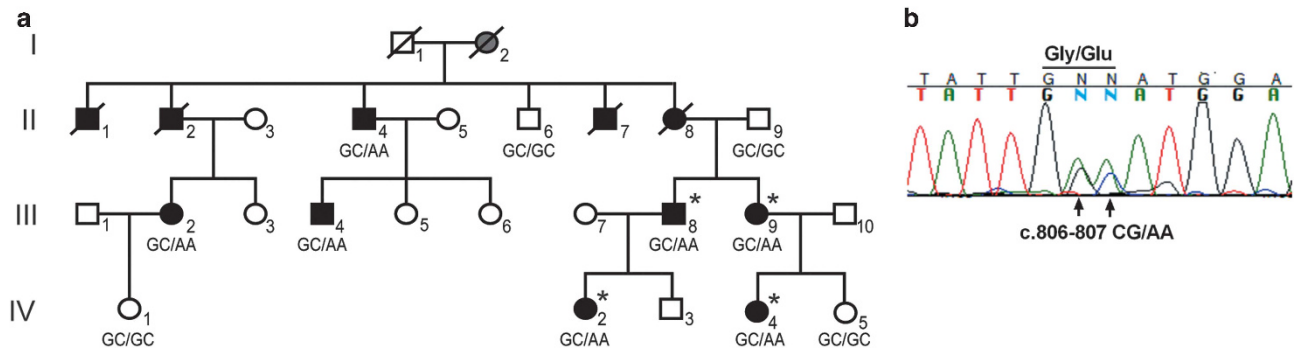 a
I
1
2
II
1
2
3
4
5
6
7
8
9
GC/AA
GC/GC
GC/GC
III
1
2
3
4
5
6
7
8
*
9
*
10
GC/AA
GC/AA
GC/AA
GC/AA
IV
1
2
*
3
4
*
5
GC/GC
GC/AA
GC/AA
GC/GC
b
Gly/Glu
T A T T G N N A T G G A
T A T T G N N A T G G A
c.806-807 CG/AA